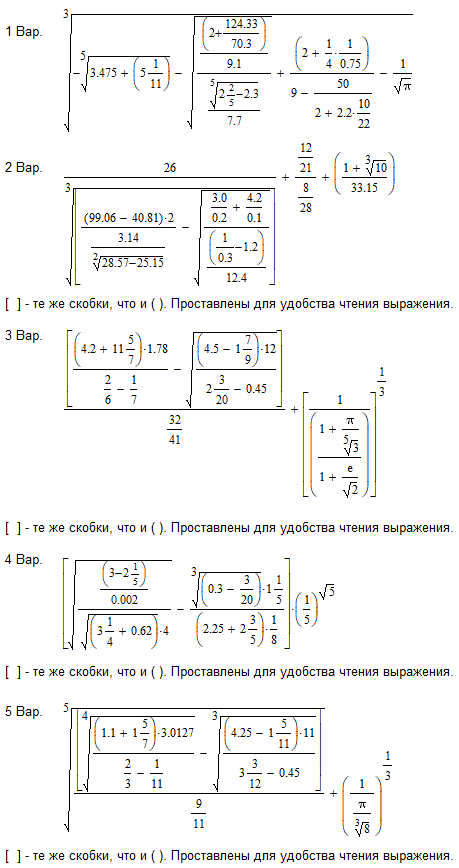 1 Вар. $\sqrt[3]{-\sqrt[5]{3.475+\left(5\frac{1}{11}\right)}-\sqrt{\frac{\frac{\left(2+\frac{124.33}{70.3}\right)}{9.1}}{\frac{\sqrt[5]{2\frac{2}{5}-2.3}}{7.7}}}+\frac{\left(2+\frac{1}{4}\cdot\frac{1}{0.75}\right)}{9-\frac{50}{2+2.2\cdot\frac{10}{22}}}-\frac{1}{\sqrt{\pi}}}$
2 Вар. $\frac{26}{\sqrt[3]{\left[\frac{(99.06-40.81)\cdot 2}{\frac{3.14}{\sqrt[2]{28.57-25.15}}}-\sqrt{\frac{\frac{3.0}{0.2}+\frac{4.2}{0.1}}{\frac{\left(\frac{1}{0.3}-1.2\right)}{12.4}}}\right]}}+\frac{\frac{12}{21}}{\frac{8}{28}}+\left(\frac{1+\sqrt[3]{10}}{33.15}\right)$
[ ] - те же скобки, что и ( ). Проставлены для удобства чтения выражения.
3 Вар. $\frac{\left[\frac{\left(4.2+11\frac{5}{7}\right)\cdot 1.78}{\frac{2}{6}-\frac{1}{7}}-\sqrt{\frac{\left(4.5-1\frac{7}{9}\right)\cdot 12}{2\frac{3}{20}-0.45}}\right]}{\frac{32}{41}}+\left[\frac{1}{\left(\frac{1+\frac{\pi}{\sqrt[5]{3}}}{1+\frac{e}{\sqrt{2}}}\right)}\right]^{\frac{1}{3}}$
[ ] - те же скобки, что и ( ). Проставлены для удобства чтения выражения.
4 Вар. $\left[\sqrt{\frac{\frac{\left(3-2\frac{1}{5}\right)}{0.002}}{\sqrt{\left(3\frac{1}{4}+0.62\right)\cdot 4}}}-\frac{\sqrt[3]{\left(0.3-\frac{3}{20}\right)\cdot 1\frac{1}{5}}}{\left(2.25+2\frac{3}{5}\right)\cdot\frac{1}{8}}\right]\cdot\left(\frac{1}{5}\right)^{\sqrt{5}}$
[ ] - те же скобки, что и ( ). Проставлены для удобства чтения выражения.
5 Вар. $\sqrt[5]{\frac{\left[\sqrt[4]{\frac{\left(1.1+1\frac{5}{7}\right)\cdot 3.0127}{\frac{2}{3}-\frac{1}{11}}}-\sqrt[3]{\frac{\left(4.25-1\frac{5}{11}\right)\cdot 11}{3\frac{3}{12}-0.45}}\right]}{\frac{9}{11}}}+\left(\frac{1}{\frac{\pi}{\sqrt[3]{8}}}\right)^{\frac{1}{3}}$
[ ] - те же скобки, что и ( ). Проставлены для удобства чтения выражения.